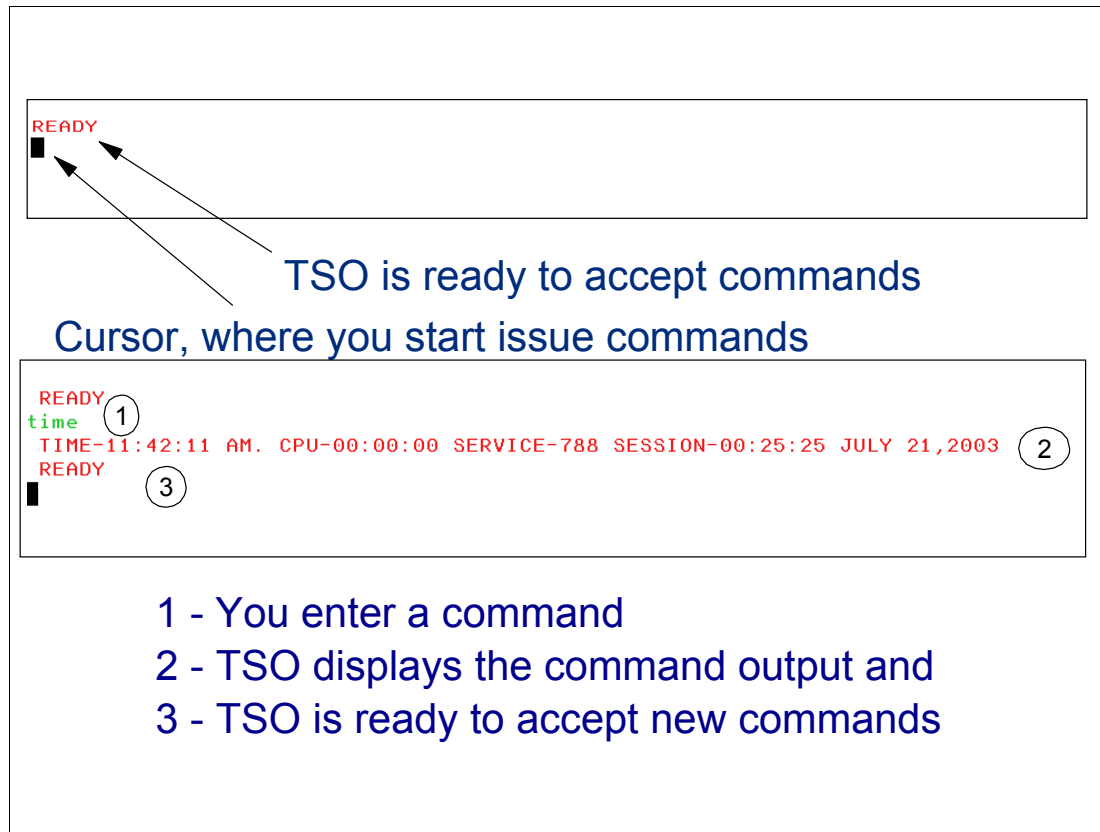 READY
TSO is ready to accept commands
Cursor, where you start issue commands
READY
time 1
TIME-11:42:11 AM. CPU-00:00:00 SERVICE-788 SESSION-00:25:25 JULY 21,2003 2
READY
3
1 - You enter a command
2 - TSO displays the command output and
3 - TSO is ready to accept new commands